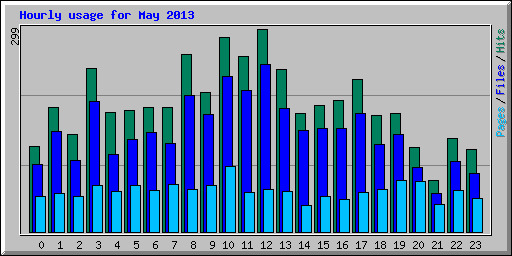 Hourly usage for May 2013
299
Pages / Files / Hits
0 1 2 3 4 5 6 7 8 9 10 11 12 13 14 15 16 17 18 19 20 21 22 23